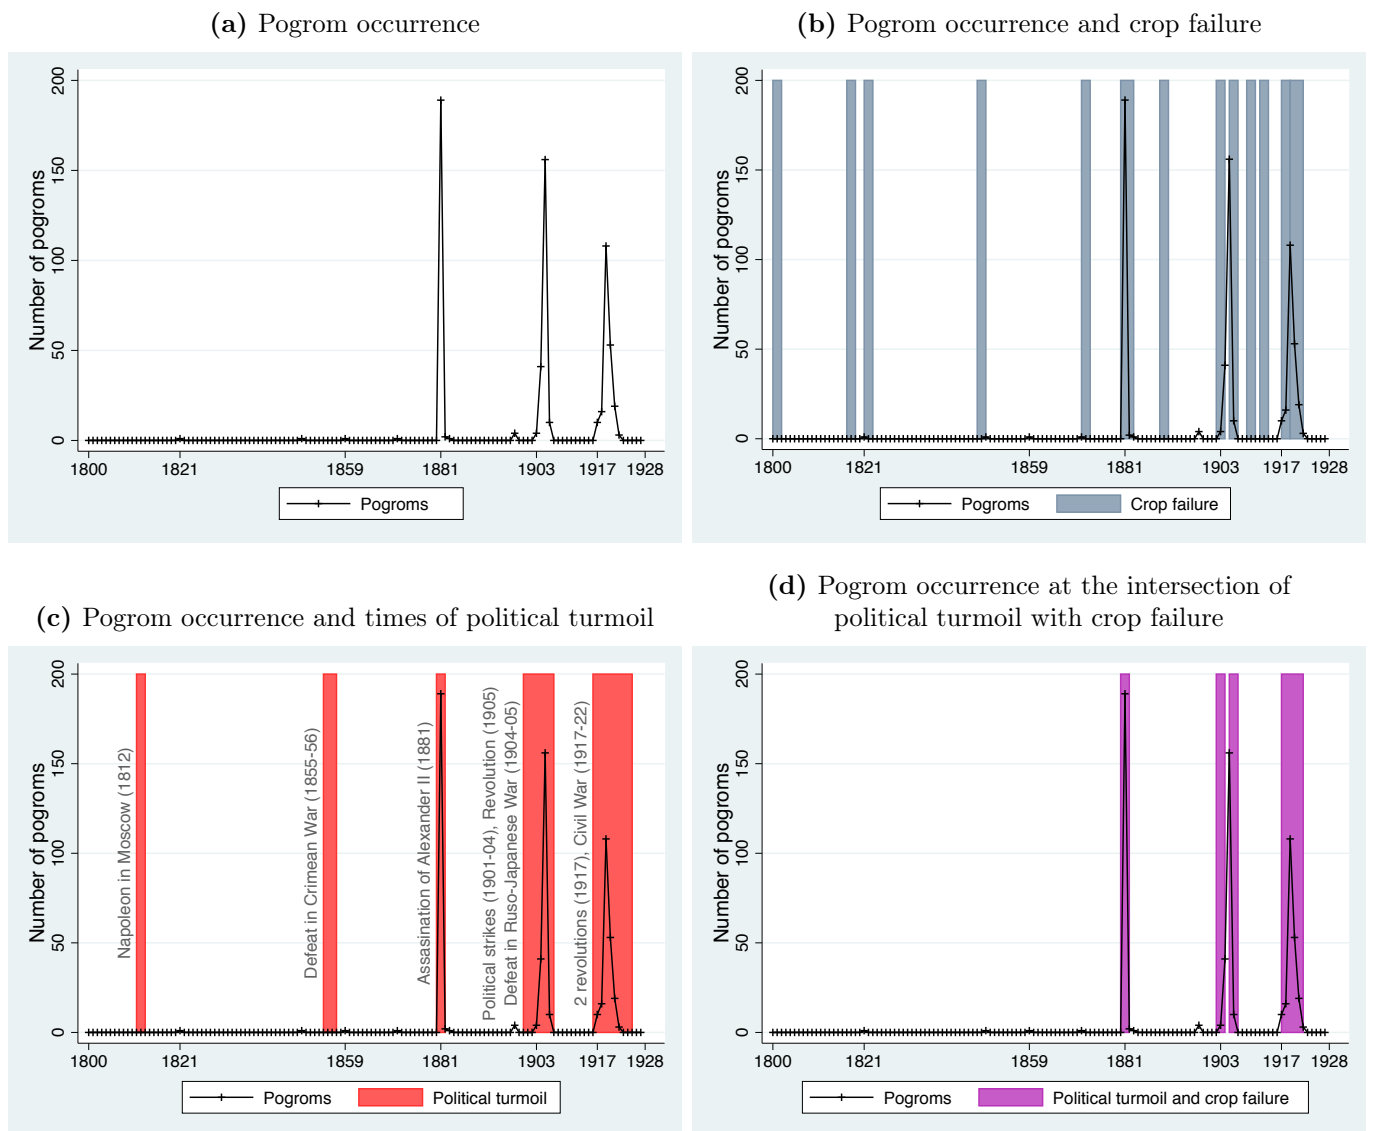 (a) Pogrom occurrence
Number of pogroms
200
150
100
50
0
1800 1821 1859 1881 1903 1917 1928
Pogroms
(b) Pogrom occurrence and crop failure
Number of pogroms
200
150
100
50
0
1800 1821 1859 1881 1903 1917 1928
Pogroms Crop failure
(c) Pogrom occurrence and times of political turmoil
Number of pogroms
200
150
100
50
0
Napoleon in Moscow (1812)
Defeat in Crimean War (1855-56)
Assasination of Alexander II (1881)
Political strikes (1901-04), Revolution (1905)
Defeat in Ruso-Japanese War (1904-05)
2 revolutions (1917), Civil War (1917-22)
1800 1821 1859 1881 1903 1917 1928
Pogroms Political turmoil
(d) Pogrom occurrence at the intersection of
political turmoil with crop failure
Number of pogroms
200
150
100
50
0
1800 1821 1859 1881 1903 1917 1928
Pogroms Political turmoil and crop failure